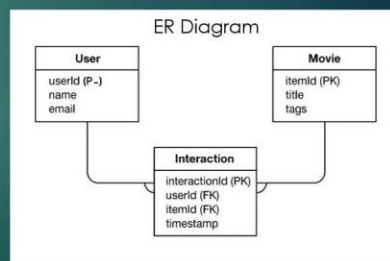 ER Diagram
User
userId (P-)
name
email
Movie
itemId (PK)
title
tags
Interaction
interactionId (PK)
userId (FK)
itemId (FK)
timestamp